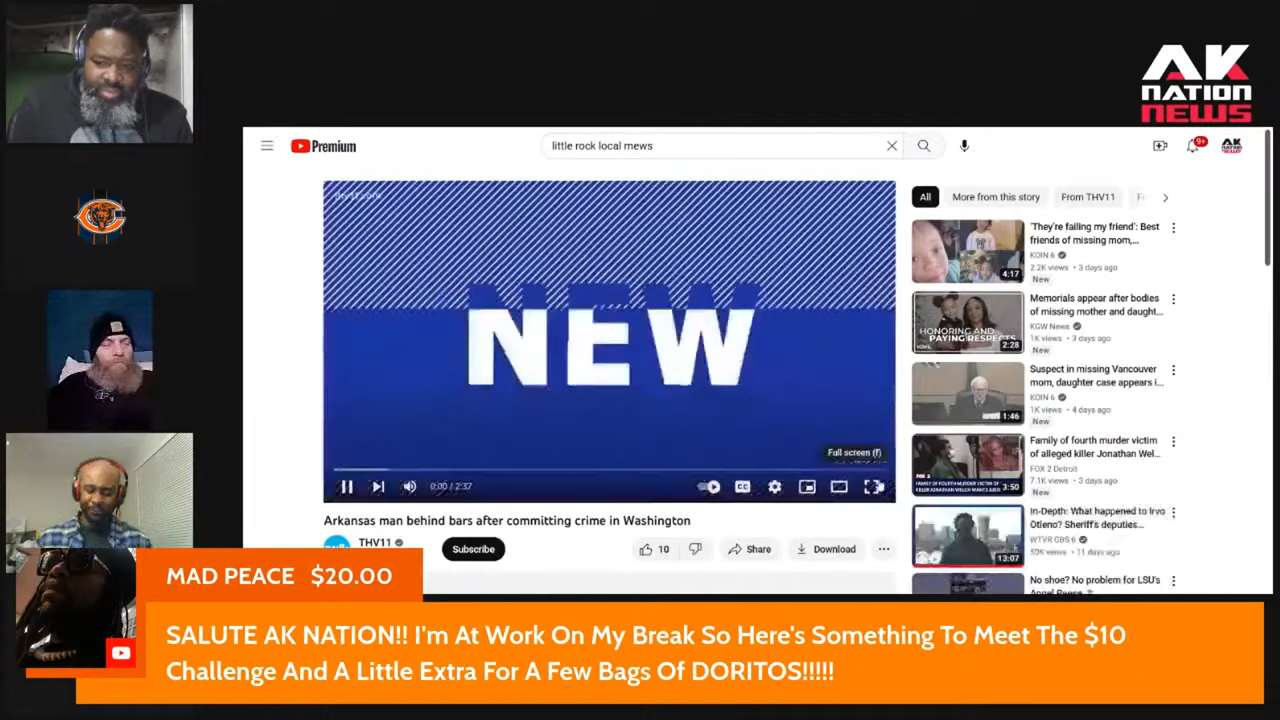 AK
NATION
NEWS
Premium
little rock local mews
9+
NEW
Full screen (f)
0:00 / 2:37
CC
Arkansas man behind bars after committing crime in Washington
THV11
Subscribe
10
Share
Download
All
More from this story
From THV11
'They're failing my friend': Best
friends of missing mom,...
KOIN 6
2.2K views • 3 days ago
New
4:17
Memorials appear after bodies
of missing mother and daught...
KGW News
1K views • 3 days ago
New
HONORING AND
PAYING RESPECTS
2:28
Suspect in missing Vancouver
mom, daughter case appears i...
KOIN 6
1K views • 4 days ago
New
1:46
Family of fourth murder victim
of alleged killer Jonathan Wel...
FOX 2 Detroit
7.1K views • 3 days ago
New
3:50
In-Depth: What happened to Irvo
Otieno? Sheriff's deputies...
WTVR CBS 6
50K views • 11 days ago
13:07
No shoe? No problem for LSU's
Angel Reese
MAD PEACE $20.00
SALUTE AK NATION!! I'm At Work On My Break So Here's Something To Meet The $10
Challenge And A Little Extra For A Few Bags Of DORITOS!!!!!